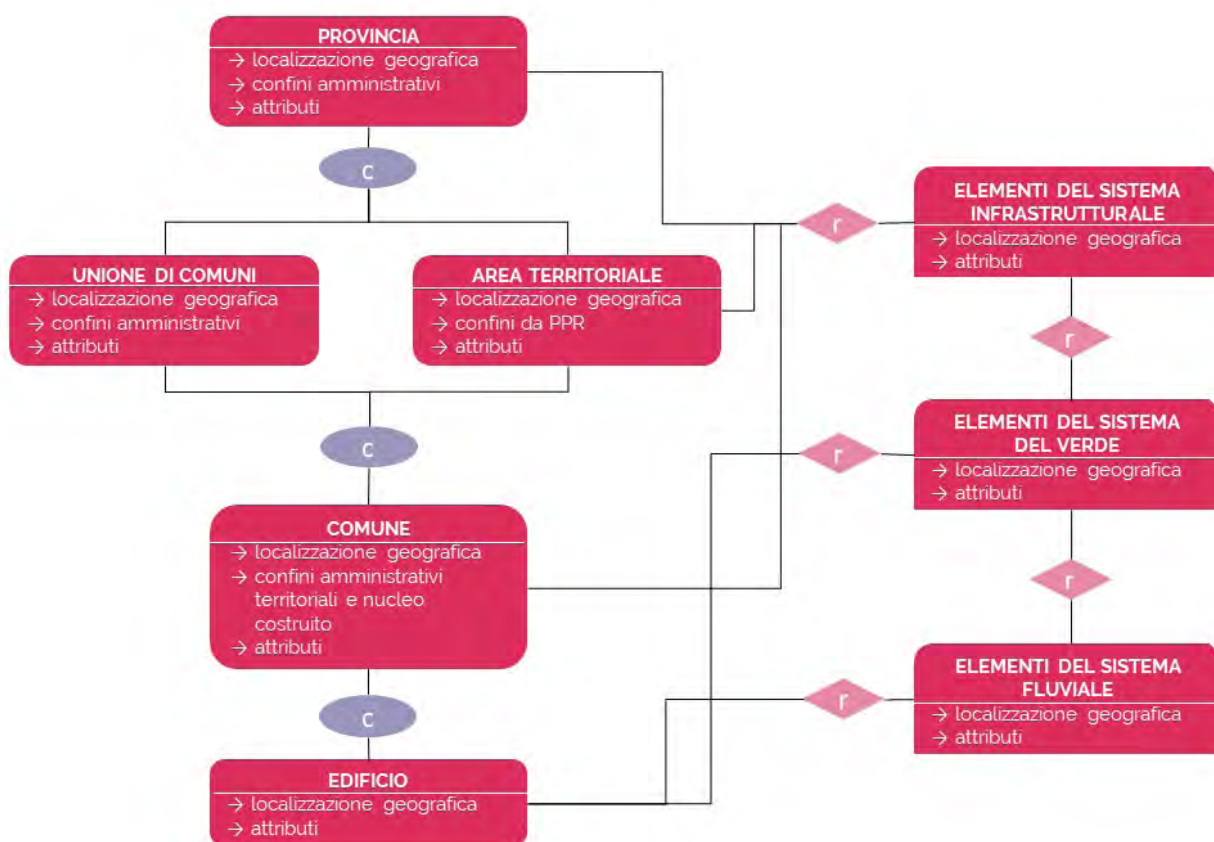 PROVINCIA
→ localizzazione geografica
→ confini amministrativi
→ attributi
c
UNIONE DI COMUNI
→ localizzazione geografica
→ confini amministrativi
→ attributi
AREA TERRITORIALE
→ localizzazione geografica
→ confini da PPR
→ attributi
c
COMUNE
→ localizzazione geografica
→ confini amministrativi
territoriali e nucleo
costruito
→ attributi
c
EDIFICIO
→ localizzazione geografica
→ attributi
r
ELEMENTI DEL SISTEMA
INFRASTRUTTURALE
→ localizzazione geografica
→ attributi
r
r
ELEMENTI DEL SISTEMA
DEL VERDE
→ localizzazione geografica
→ attributi
r
r
ELEMENTI DEL SISTEMA
FLUVIALE
→ localizzazione geografica
→ attributi